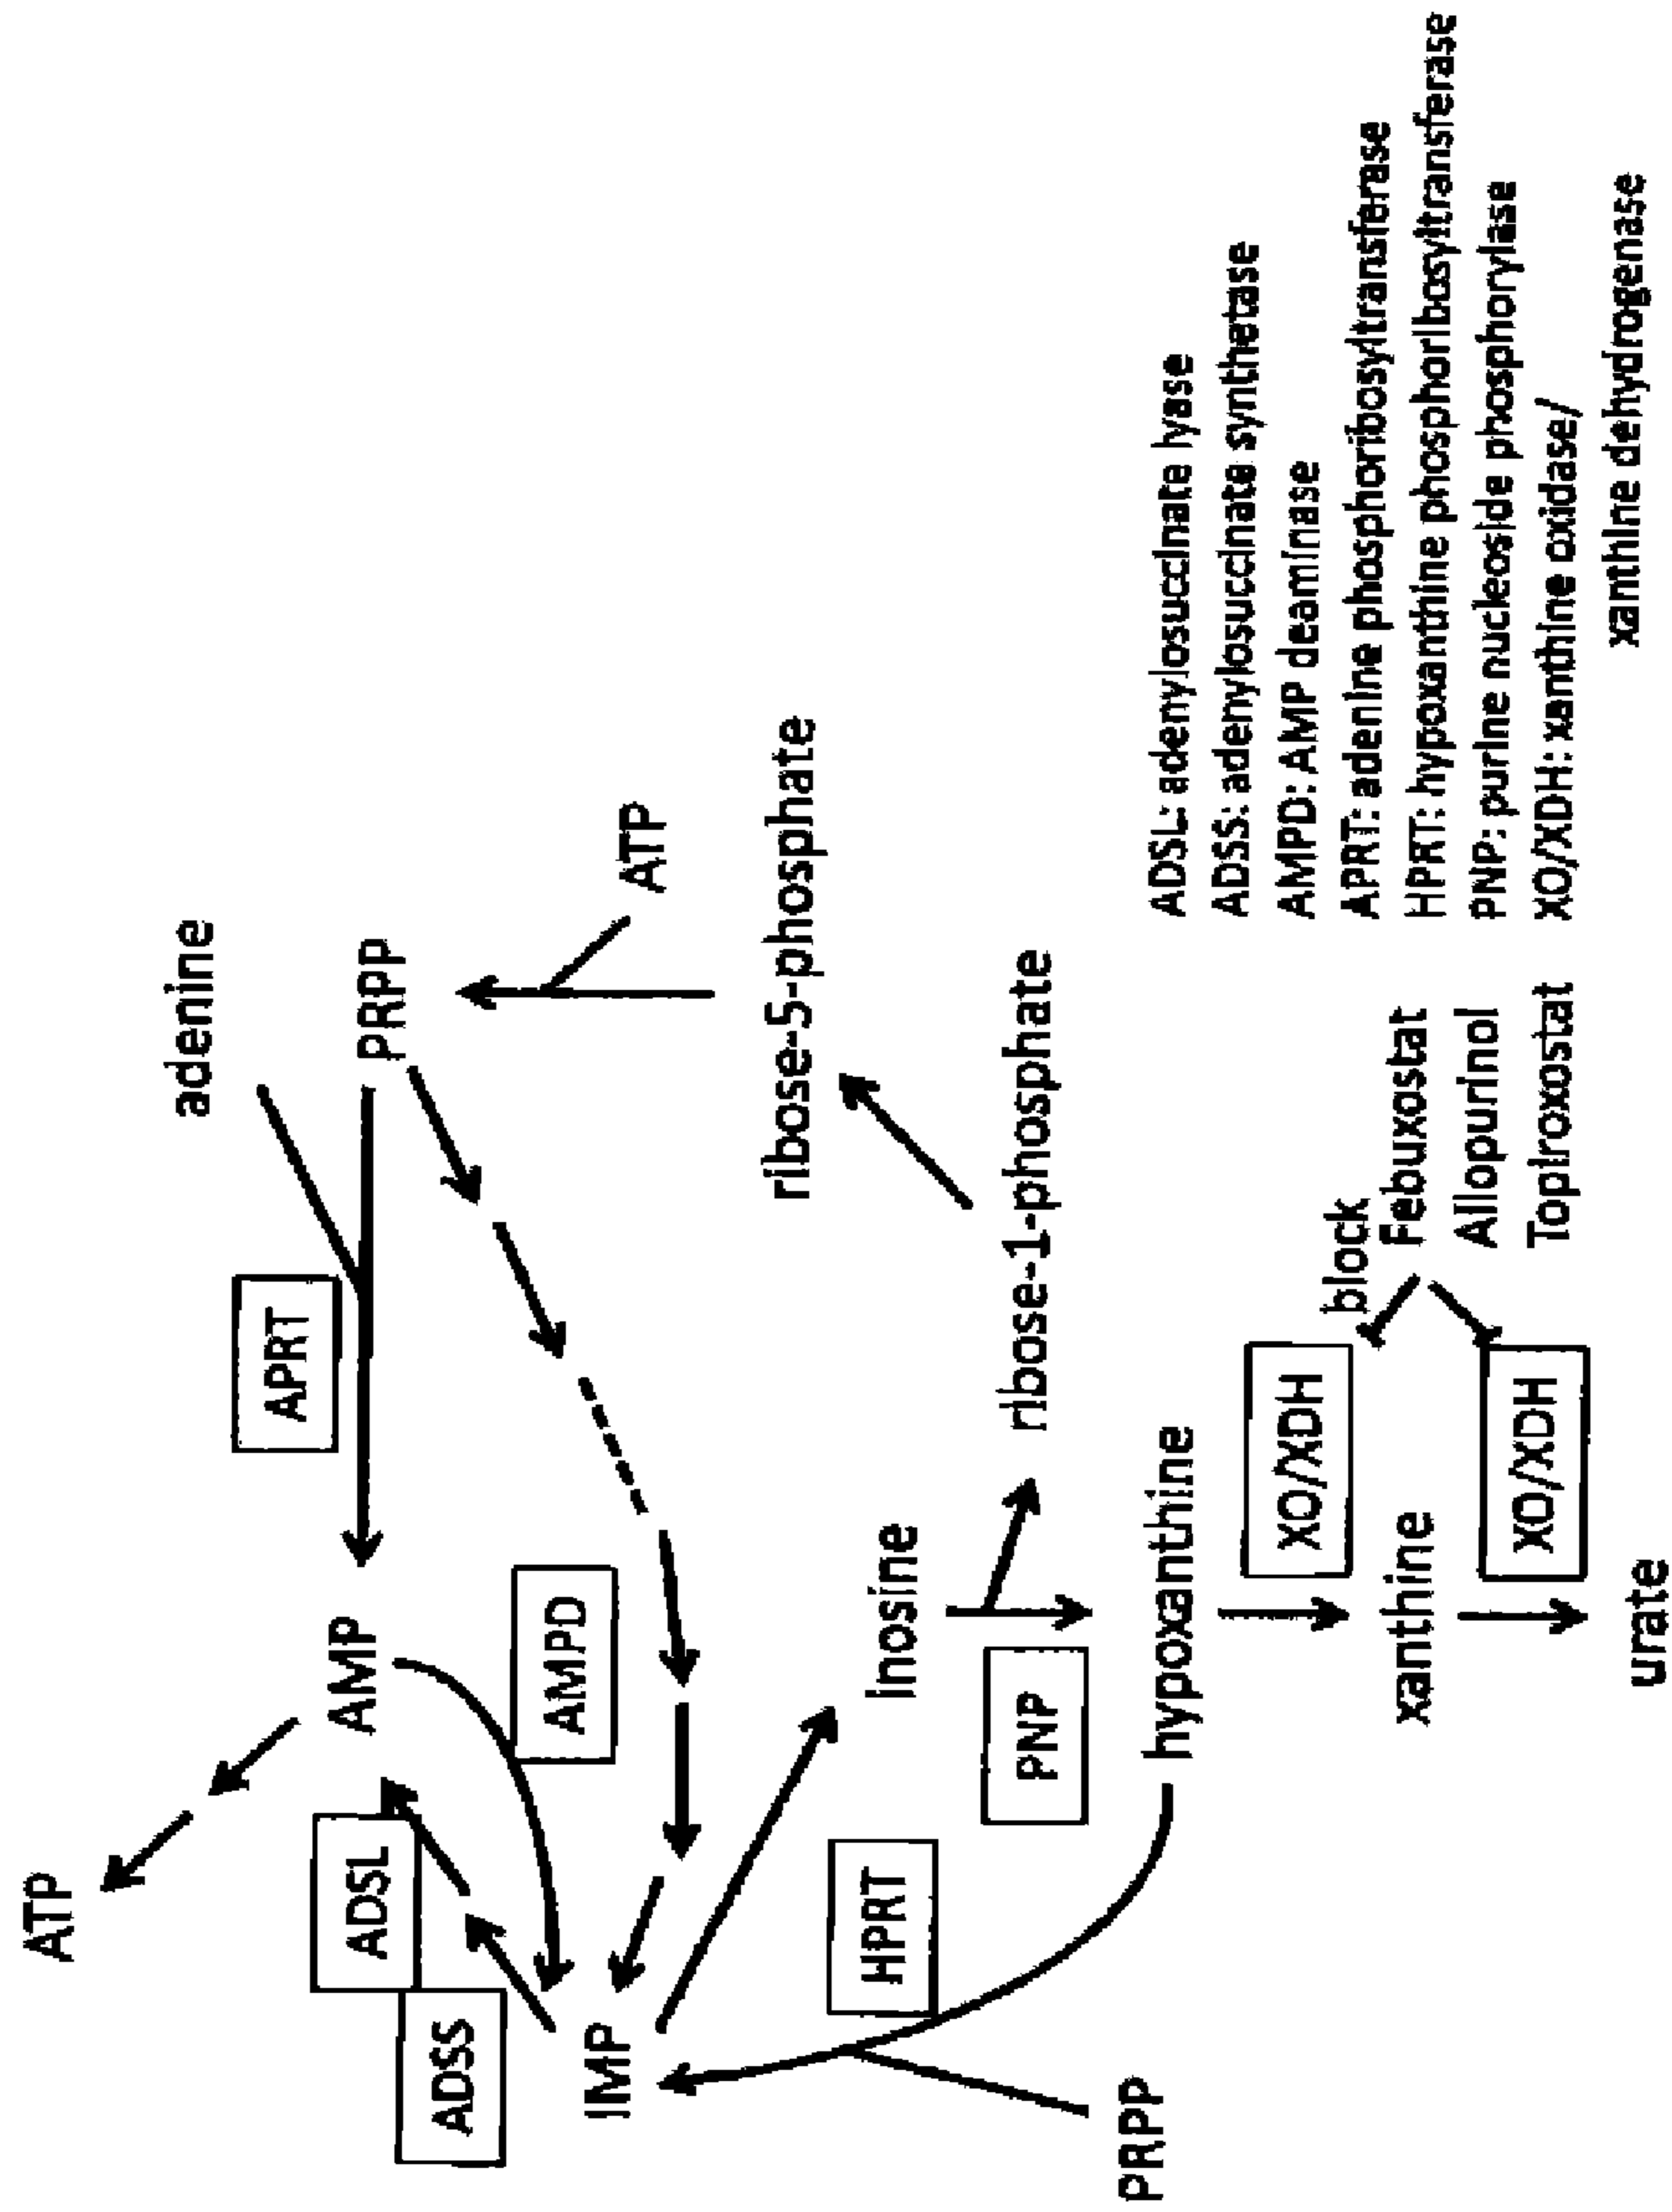 ATP
adenine
AMP
PRPP
APRT
ADSL
ADSS
AMPD
IMP
ATP
ribose-5-phosphate
inosine
HPRT
PNP
ribose-1-phosphate
PRPP
hypoxanthine
XO/XDH
block
xanthine
Febuxostat
Allopurinol
Topiroxostat
XO/XDH
urate
ADSL: adenylosuccinate lyase
ADSS: adenylosuccinate synthetase
AMPD: AMP deaminase
APRT: adenine phosphoribosyltransferase
HPRT: hypoxanthine phosphoribosyltransferase
PNP: purine nucleoside phosphorylase
XO/XDH: xanthine oxidase/
xanthine dehydrogenase